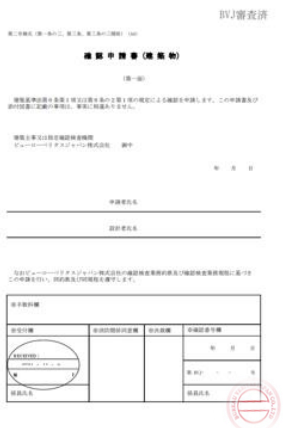 BVJ審査済
第二号様式（第一条の三、第三条、第三条の三関係）（A4）
確 認 申 請 書 （建 築 物）
（第一面）
建築基準法第６条第１項又は第６条の２第１項の規定による確認を申請します。この申請書及び
添付図書に記載の事項は、事実に相違ありません。
建築主事又は指定確認検査機関
ビューローベリタスジャパン株式会社　御中
年　月　日
申請者氏名
設計者氏名
なおビューローベリタスジャパン株式会社の確認検査業務約款及び確認検査業務規程に基づき
この申請を行い、同約款及び同規程を遵守します。
※手数料欄
※受付欄
※消防関係同意欄
※決裁欄
※確認番号欄
年　月　日
係員氏名
係員氏名